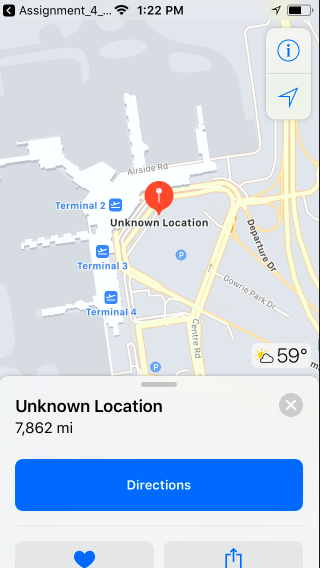 Assignment_4_... 1:22 PM
Airside Rd
Terminal 2
Unknown Location
Departure Dr
Terminal 3
Gowrie Park Dr
Terminal 4
Centre Rd
59°
Unknown Location
7,862 mi
Directions